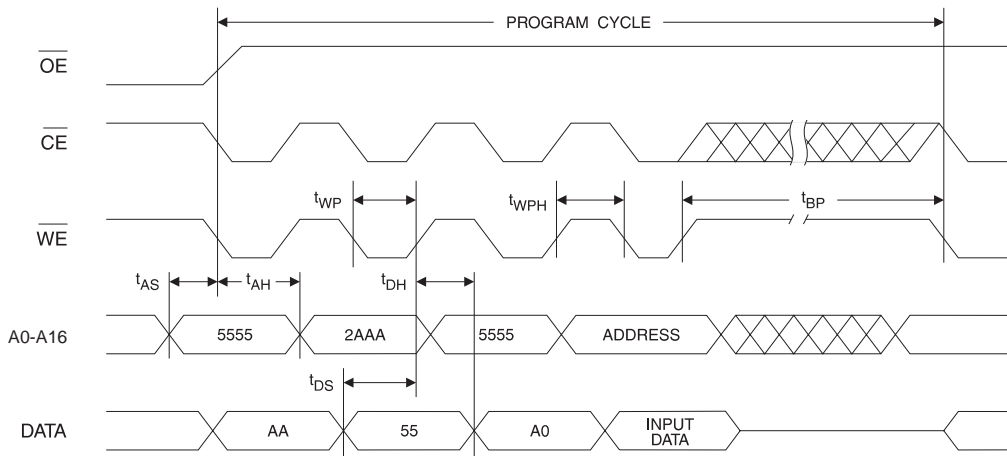 PROGRAM CYCLE
OE
CE
tWP
tWPH
tBP
WE
tAS
tAH
tDH
A0-A16
5555
2AAA
5555
ADDRESS
tDS
DATA
AA
55
A0
INPUT
DATA